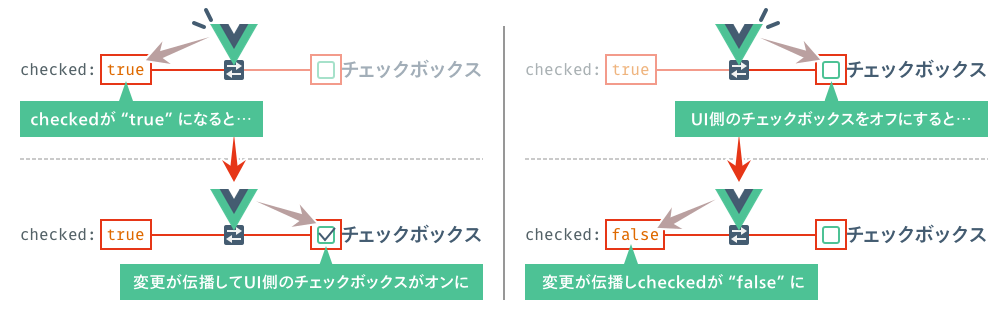 checked: true チェックボックス
checkedが “true” になると…
checked: true チェックボックス
変更が伝播してUI側のチェックボックスがオンに
checked: true チェックボックス
UI側のチェックボックスをオフにすると…
checked: false チェックボックス
変更が伝播しcheckedが “false” に